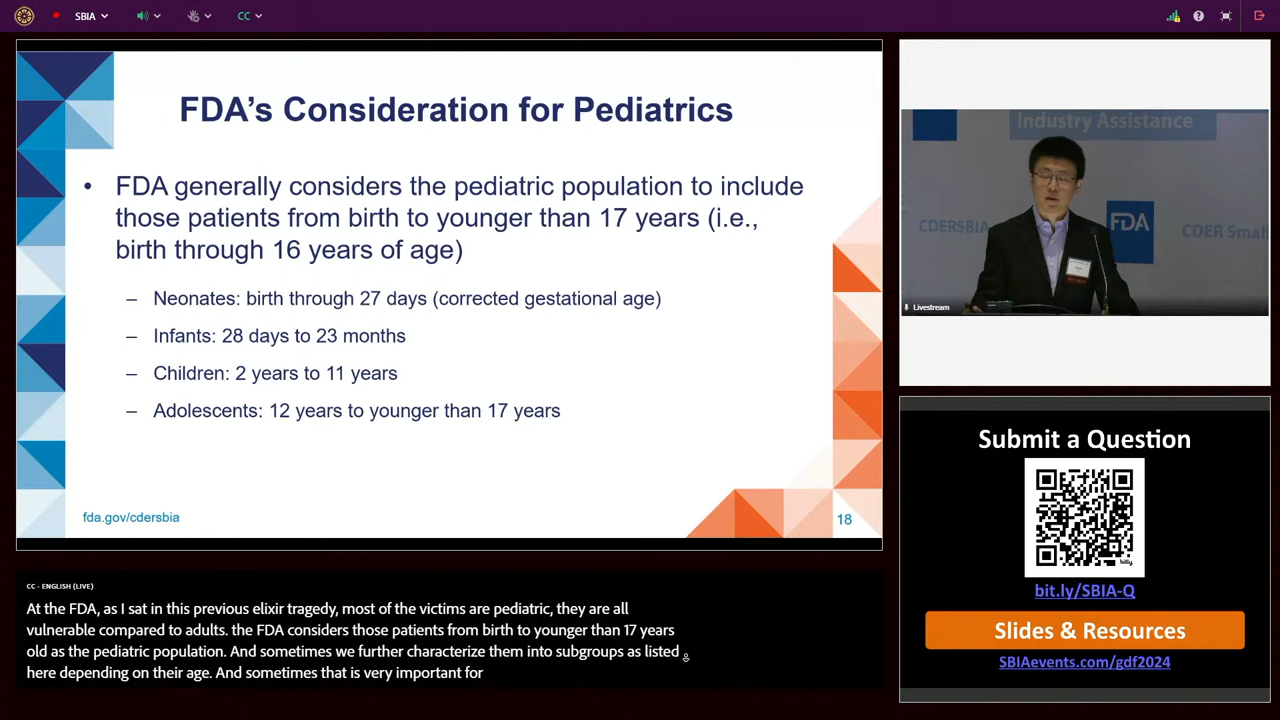 SBIA
CC
FDA's Consideration for Pediatrics
• FDA generally considers the pediatric population to include
those patients from birth to younger than 17 years (i.e.,
birth through 16 years of age)
– Neonates: birth through 27 days (corrected gestational age)
– Infants: 28 days to 23 months
– Children: 2 years to 11 years
– Adolescents: 12 years to younger than 17 years
fda.gov/cdersbia
18
Industry Assistance
CDERSBIA
FDA
CDER Small
Livestream
Submit a Question
bitly
bit.ly/SBIA-Q
Slides & Resources
SBIAevents.com/gdf2024
CC - ENGLISH (LIVE)
At the FDA, as I sat in this previous elixir tragedy, most of the victims are pediatric, they are all
vulnerable compared to adults. the FDA considers those patients from birth to younger than 17 years
old as the pediatric population. And sometimes we further characterize them into subgroups as listed
here depending on their age. And sometimes that is very important for